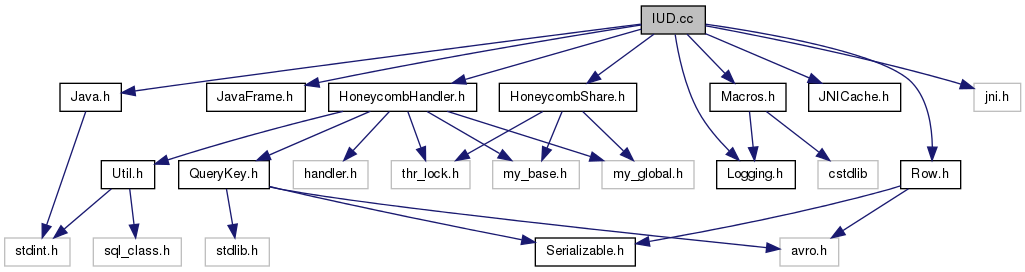 IUD.cc
Java.h
JavaFrame.h
HoneycombHandler.h
HoneycombShare.h
Macros.h
JNICache.h
jni.h
Util.h
QueryKey.h
handler.h
thr_lock.h
my_base.h
my_global.h
Logging.h
cstdlib
Row.h
stdint.h
sql_class.h
stdlib.h
Serializable.h
avro.h